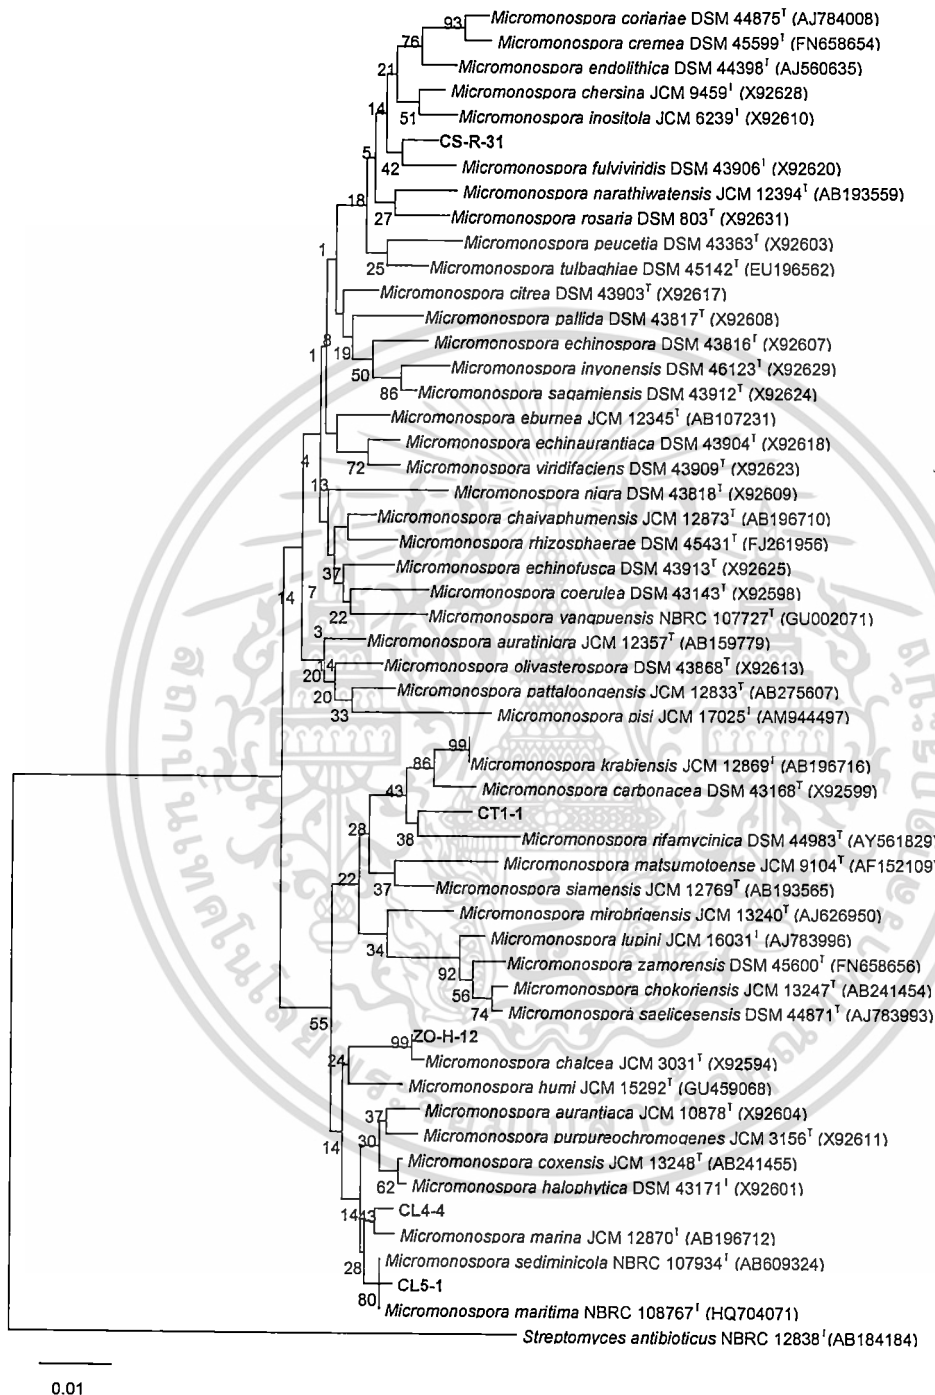 93
Micromonospora coriariae DSM 44875ᵀ (AJ784008)
76
Micromonospora cremea DSM 45599ᵀ (FN658654)
21
Micromonospora endolithica DSM 44398ᵀ (AJ560635)
Micromonospora chersina JCM 9459ᵀ (X92628)
14
51
Micromonospora inositola JCM 6239ᵀ (X92610)
CS-R-31
5
42
Micromonospora fulviviridis DSM 43906ᵀ (X92620)
Micromonospora narathiwatensis JCM 12394ᵀ (AB193559)
18
27
Micromonospora rosaria DSM 803ᵀ (X92631)
1
Micromonospora peucetia DSM 43363ᵀ (X92603)
25
Micromonospora tulbaghiae DSM 45142ᵀ (EU196562)
Micromonospora citrea DSM 43903ᵀ (X92617)
Micromonospora pallida DSM 43817ᵀ (X92608)
8
Micromonospora echinospora DSM 43816ᵀ (X92607)
1
19
50
Micromonospora inyonensis DSM 46123ᵀ (X92629)
86
Micromonospora sagamiensis DSM 43912ᵀ (X92624)
Micromonospora eburnea JCM 12345ᵀ (AB107231)
Micromonospora echinaurantiaca DSM 43904ᵀ (X92618)
4
72
Micromonospora viridifaciens DSM 43909ᵀ (X92623)
13
Micromonospora nigra DSM 43818ᵀ (X92609)
Micromonospora chaiyaphumensis JCM 12873ᵀ (AB196710)
Micromonospora rhizosphaerae DSM 45431ᵀ (FJ261956)
37
Micromonospora echinofusca DSM 43913ᵀ (X92625)
14
7
Micromonospora coerulea DSM 43143ᵀ (X92598)
22
Micromonospora yangpuensis NBRC 107727ᵀ (GU002071)
3
Micromonospora auratinigra JCM 12357ᵀ (AB159779)
14
20
Micromonospora olivasterospora DSM 43868ᵀ (X92613)
20
Micromonospora pattaloongensis JCM 12833ᵀ (AB275607)
33
Micromonospora pisi JCM 17025ᵀ (AM944497)
99
86
Micromonospora krabiensis JCM 12869ᵀ (AB196716)
43
Micromonospora carbonacea DSM 43168ᵀ (X92599)
CT1-1
28
38
Micromonospora rifamycinica DSM 44983ᵀ (AY561829)
22
Micromonospora matsumotoense JCM 9104ᵀ (AF152109)
37
Micromonospora siamensis JCM 12769ᵀ (AB193565)
Micromonospora mirobrigensis JCM 13240ᵀ (AJ626950)
34
Micromonospora lupini JCM 16031ᵀ (AJ783996)
92
Micromonospora zamorensis DSM 45600ᵀ (FN658656)
56
Micromonospora chokoriensis JCM 13247ᵀ (AB241454)
55
74
Micromonospora saelicesensis DSM 44871ᵀ (AJ783993)
99
ZO-H-12
24
Micromonospora chalcea JCM 3031ᵀ (X92594)
Micromonospora humi JCM 15292ᵀ (GU459068)
37
Micromonospora aurantiaca JCM 10878ᵀ (X92604)
14
30
Micromonospora purpureochromogenes JCM 3156ᵀ (X92611)
Micromonospora coxensis JCM 13248ᵀ (AB241455)
62
Micromonospora halophytica DSM 43171ᵀ (X92601)
14
43
CL4-4
Micromonospora marina JCM 12870ᵀ (AB196712)
28
Micromonospora sediminicola NBRC 107934ᵀ (AB609324)
CL5-1
80
Micromonospora maritima NBRC 108767ᵀ (HQ704071)
Streptomyces antibioticus NBRC 12838ᵀ(AB184184)
0.01